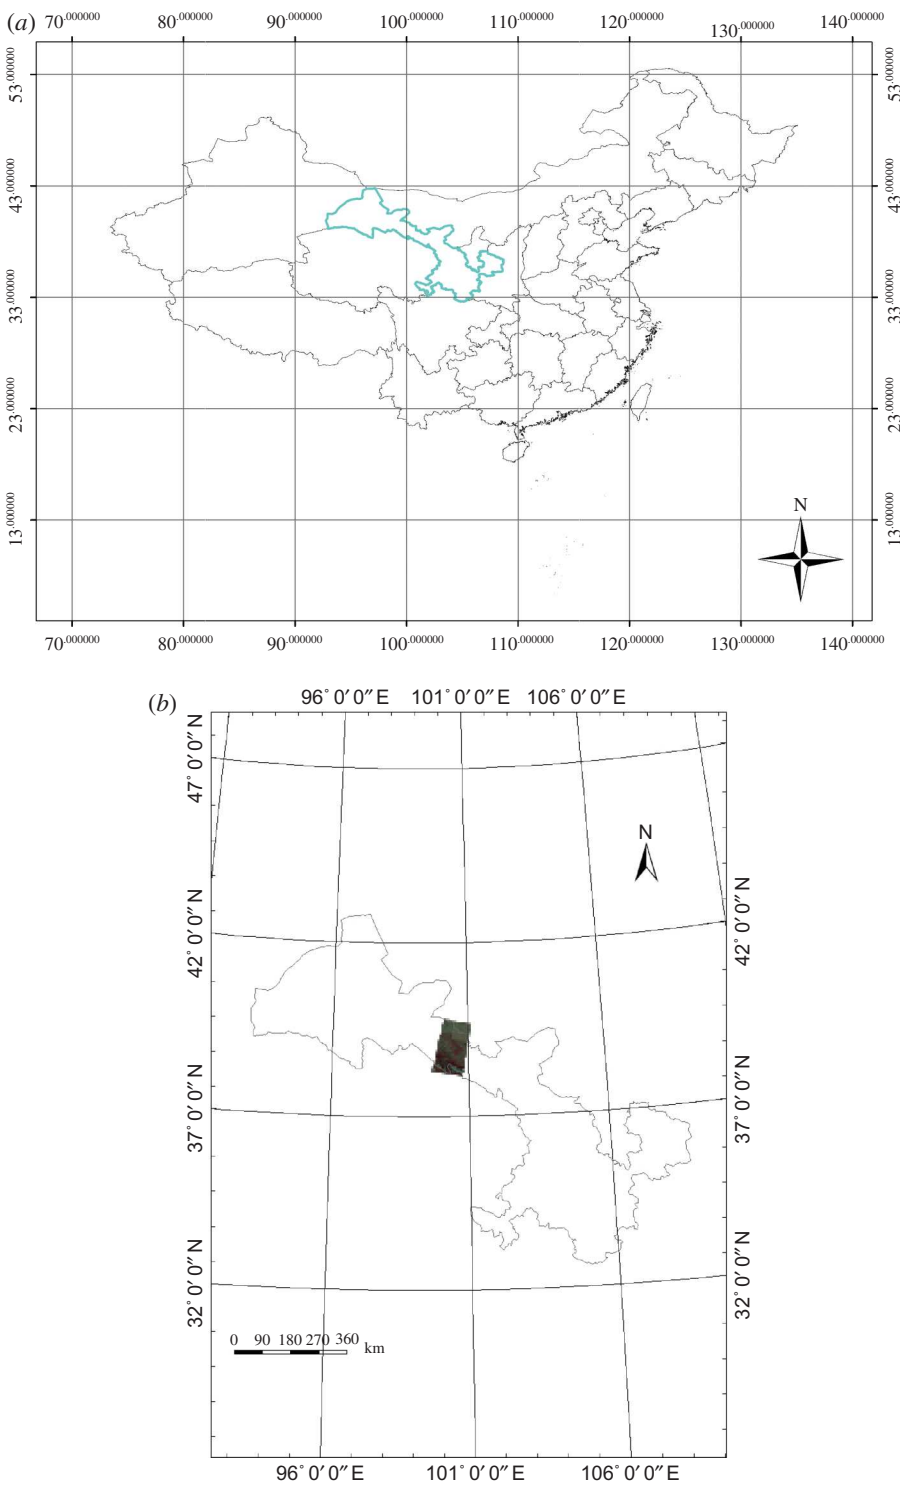 (a)
70.000000 80.000000 90.000000 100.000000 110.000000 120.000000 130.000000 140.000000
53.000000 53.000000
43.000000 43.000000
33.000000 33.000000
23.000000 23.000000
13.000000 13.000000
N
70.000000 80.000000 90.000000 100.000000 110.000000 120.000000 130.000000 140.000000
(b)
96° 0′ 0″ E 101° 0′ 0″ E 106° 0′ 0″ E
47° 0′ 0″ N
N
42° 0′ 0″ N 42° 0′ 0″ N
37° 0′ 0″ N 37° 0′ 0″ N
32° 0′ 0″ N 32° 0′ 0″ N
0 90 180 270 360 km
96° 0′ 0″ E 101° 0′ 0″ E 106° 0′ 0″ E